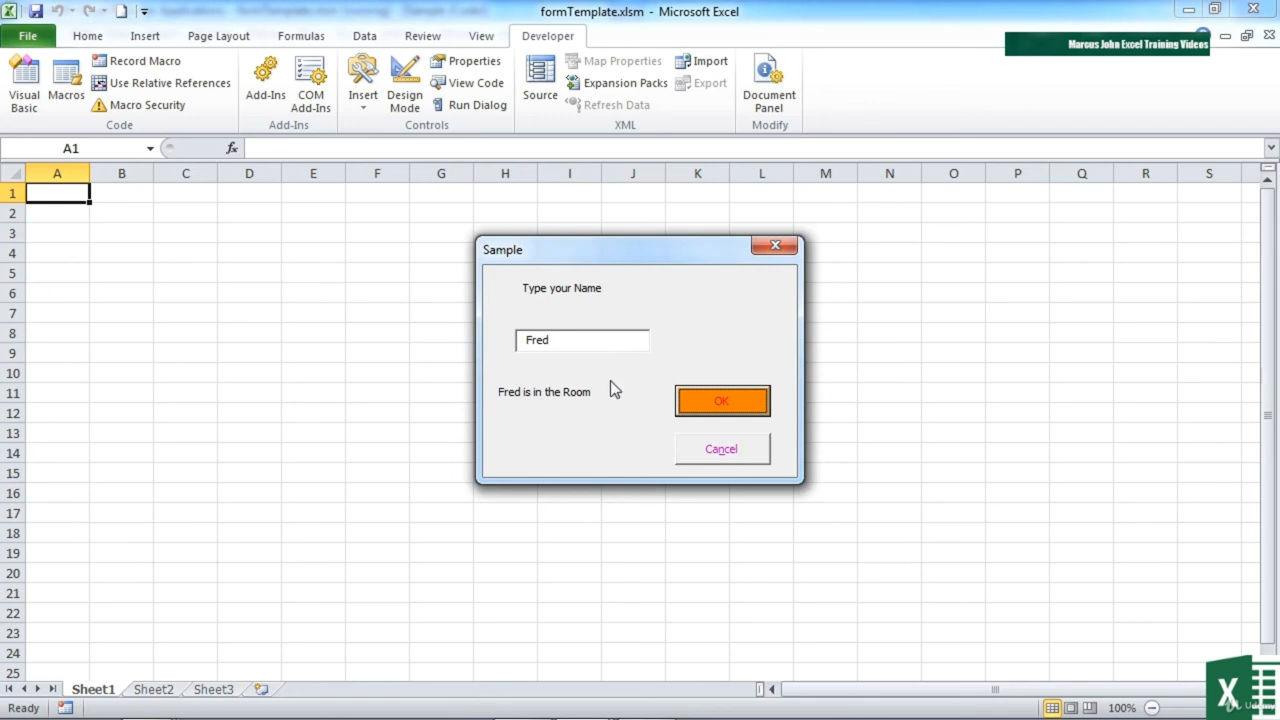 formTemplate.xlsm - Microsoft Excel
File Home Insert Page Layout Formulas Data Review View Developer
Marcus John Excel Training Videos
Visual Basic
Macros
Record Macro
Use Relative References
Macro Security
Code
Add-Ins
COM Add-Ins
Add-Ins
Insert
Design Mode
Properties
View Code
Run Dialog
Controls
Source
Map Properties
Expansion Packs
Refresh Data
Import
Export
XML
Document Panel
Modify
A1
fx
A B C D E F G H I J K L M N O P Q R S
1
2
3
4
5
6
7
8
9
10
11
12
13
14
15
16
17
18
19
20
21
22
23
24
25
Sample
Type your Name
Fred
Fred is in the Room
OK
Cancel
Sheet1 Sheet2 Sheet3
Ready
100%
Udemy